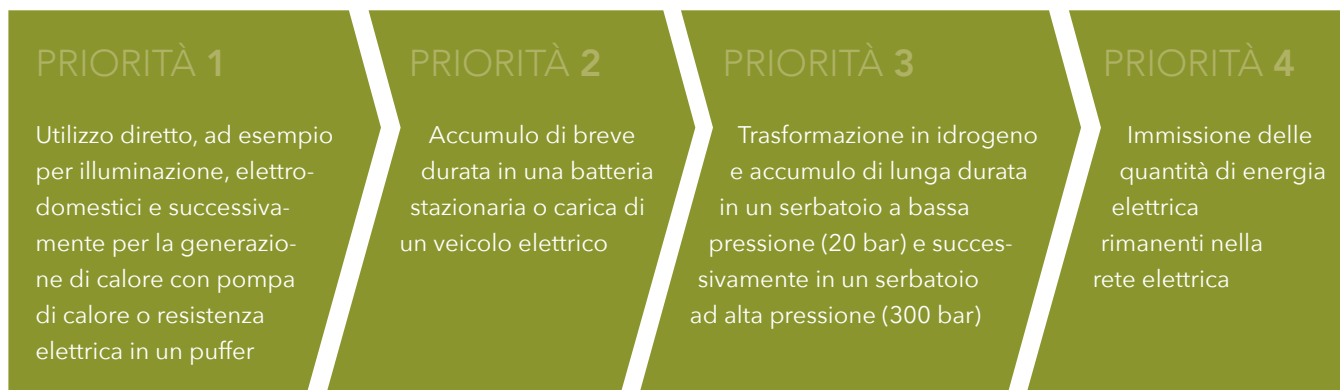 PRIORITÀ 1
Utilizzo diretto, ad esempio
per illuminazione, elettro-
domestici e successiva-
mente per la generazio-
ne di calore con pompa
di calore o resistenza
elettrica in un puffer
PRIORITÀ 2
Accumulo di breve
durata in una batteria
stazionaria o carica di
un veicolo elettrico
PRIORITÀ 3
Trasformazione in idrogeno
e accumulo di lunga durata
in un serbatoio a bassa
pressione (20 bar) e succes-
sivamente in un serbatoio
ad alta pressione (300 bar)
PRIORITÀ 4
Immissione delle
quantità di energia
elettrica
rimanenti nella
rete elettrica